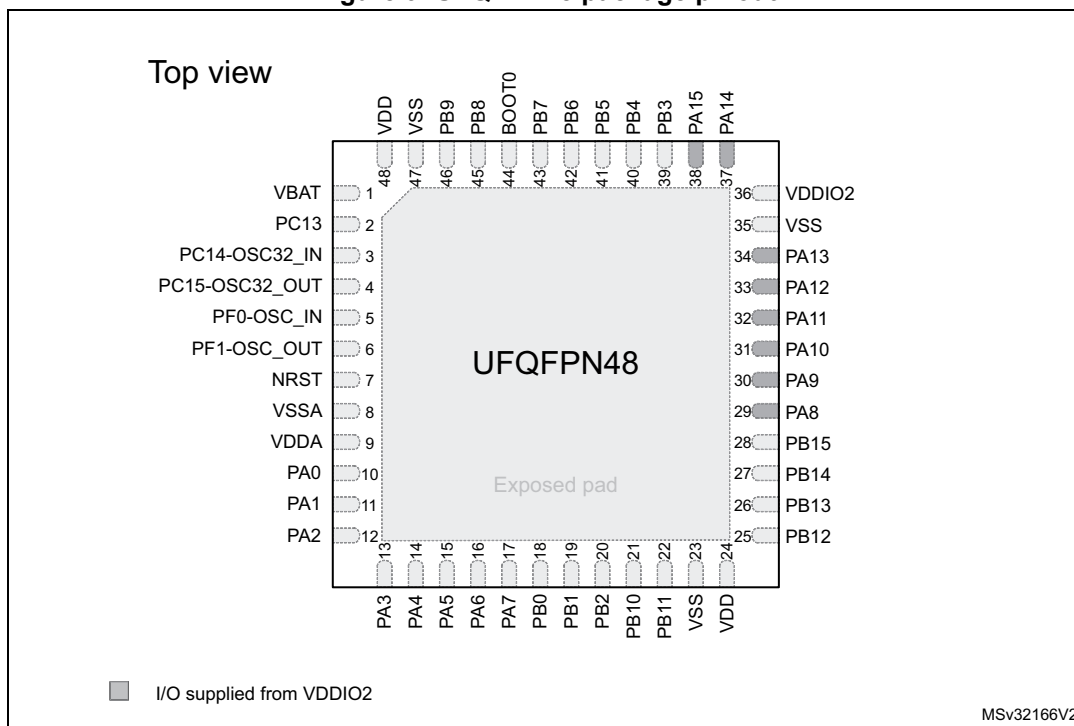 Top view
VDD
VSS
PB9
PB8
BOOT0
PB7
PB6
PB5
PB4
PB3
PA15
PA14
48
47
46
45
44
43
42
41
40
39
38
37
VBAT 1
PC13 2
PC14-OSC32_IN 3
PC15-OSC32_OUT 4
PF0-OSC_IN 5
PF1-OSC_OUT 6
NRST 7
VSSA 8
VDDA 9
PA0 10
PA1 11
PA2 12
36 VDDIO2
35 VSS
34 PA13
33 PA12
32 PA11
31 PA10
30 PA9
29 PA8
28 PB15
27 PB14
26 PB13
25 PB12
UFQFPN48
Exposed pad
13
14
15
16
17
18
19
20
21
22
23
24
PA3
PA4
PA5
PA6
PA7
PB0
PB1
PB2
PB10
PB11
VSS
VDD
I/O supplied from VDDIO2
MSv32166V2